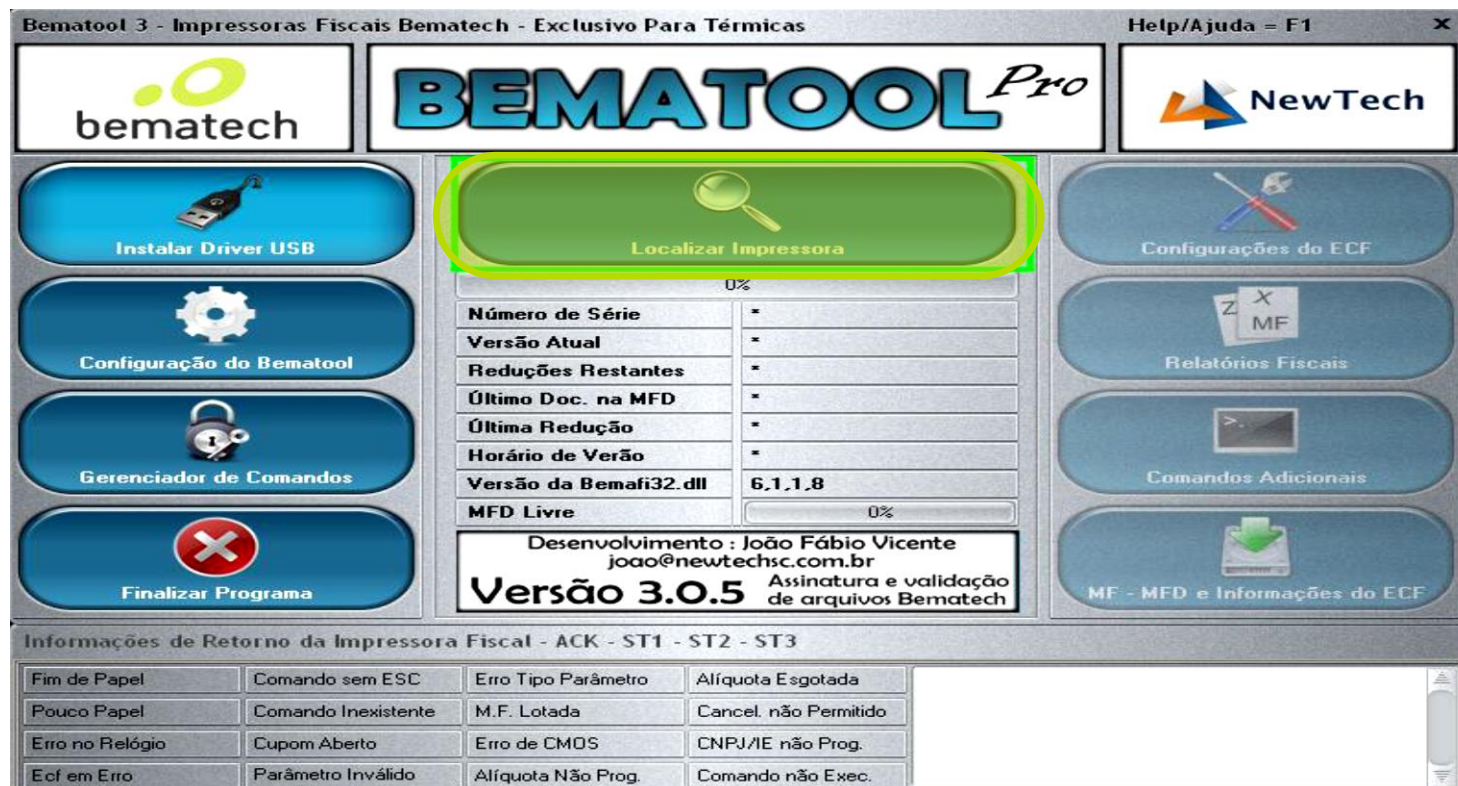 Bematool 3 - Impressoras Fiscais Bematech - Exclusivo Para Térmicas
Help/Ajuda = F1
x
bematech
BEMATOOL Pro
NewTech
Instalar Driver USB
Localizar Impressora
Configurações do ECF
0%
Configuração do Bematool
Número de Série *
Versão Atual *
Reduções Restantes *
Último Doc. na MFD *
Última Redução *
Horário de Verão *
Versão da Bemafi32.dll 6,1,1,8
MFD Livre 0%
Z X MF
Relatórios Fiscais
Gerenciador de Comandos
>.
Comandos Adicionais
Finalizar Programa
Desenvolvimento : João Fábio Vicente
joao@newtechsc.com.br
Versão 3.0.5
Assinatura e validação
de arquivos Bematech
MF - MFD e Informações do ECF
Informações de Retorno da Impressora Fiscal - ACK - ST1 - ST2 - ST3
Fim de Papel Comando sem ESC Erro Tipo Parâmetro Alíquota Esgotada
Pouco Papel Comando Inexistente M.F. Lotada Cancel. não Permitido
Erro no Relógio Cupom Aberto Erro de CMOS CNPJ/IE não Prog.
Ecf em Erro Parâmetro Inválido Alíquota Não Prog. Comando não Exec.